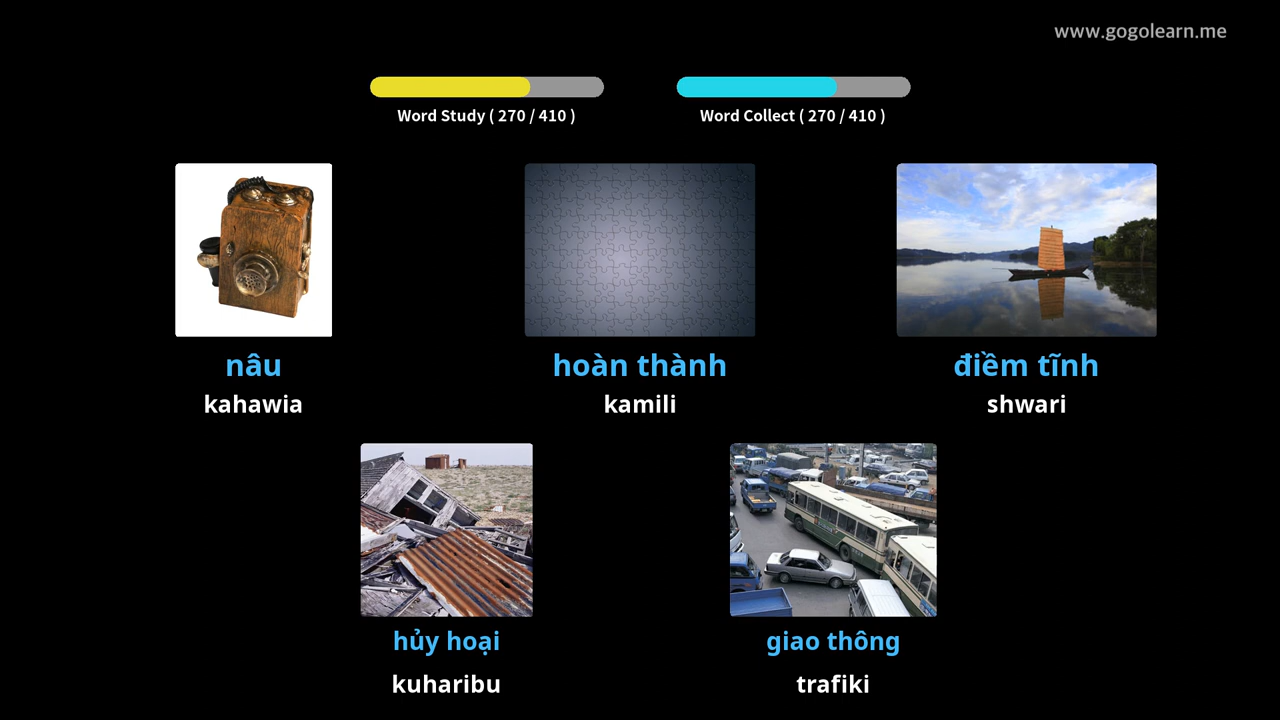 www.gogolearn.me
Word Study ( 270 / 410 )
Word Collect ( 270 / 410 )
nâu
kahawia
hoàn thành
kamili
điềm tĩnh
shwari
hủy hoại
kuharibu
giao thông
trafiki